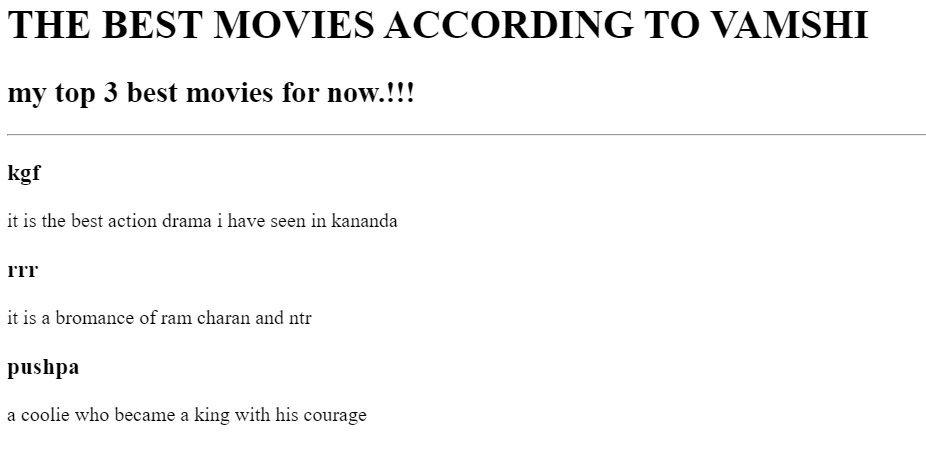 THE BEST MOVIES ACCORDING TO VAMSHI
my top 3 best movies for now.!!!
kgf
it is the best action drama i have seen in kananda
rrr
it is a bromance of ram charan and ntr
pushpa
a coolie who became a king with his courage